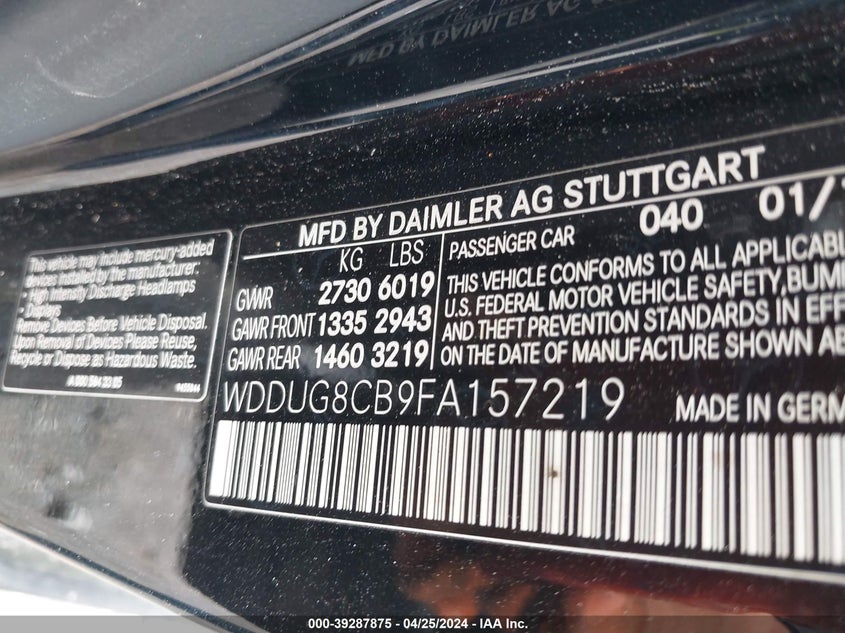 This vehicle may include mercury-added
devices installed by the manufacturer:
- High Intensity Discharge Headlamps
- Displays
Remove Devices Before Vehicle Disposal.
Upon Removal of Devices Please Reuse,
Recycle or Dispose as Hazardous Waste.
MFD BY DAIMLER AG STUTTGART
KG LBS
GVWR 2730 6019
GAWR FRONT 1335 2943
GAWR REAR 1460 3219
PASSENGER CAR 040 01/1
THIS VEHICLE CONFORMS TO ALL APPLICABL
U.S. FEDERAL MOTOR VEHICLE SAFETY, BUMP
AND THEFT PREVENTION STANDARDS IN EFFE
ON THE DATE OF MANUFACTURE SHOWN AB
WDDUG8CB9FA157219 MADE IN GERM
000-39287875 - 04/25/2024 - IAA Inc.